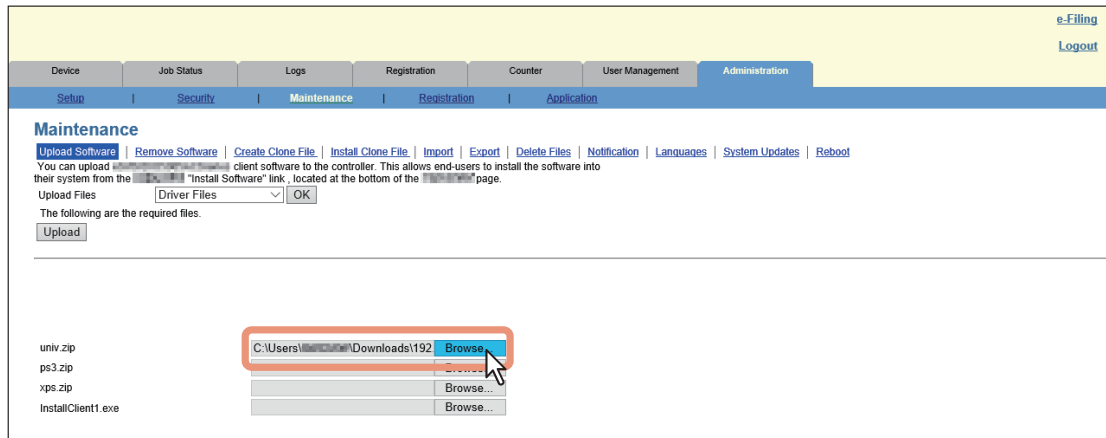 e-Filing
Logout
Device Job Status Logs Registration Counter User Management Administration
Setup | Security | Maintenance | Registration | Application
Maintenance
Upload Software | Remove Software | Create Clone File | Install Clone File | Import | Export | Delete Files | Notification | Languages | System Updates | Reboot
You can upload client software to the controller. This allows end-users to install the software into
their system from the "Install Software" link , located at the bottom of the page.
Upload Files Driver Files OK
The following are the required files.
Upload
univ.zip C:\Users\ \Downloads\192 Browse...
ps3.zip Browse...
xps.zip Browse...
InstallClient1.exe Browse...